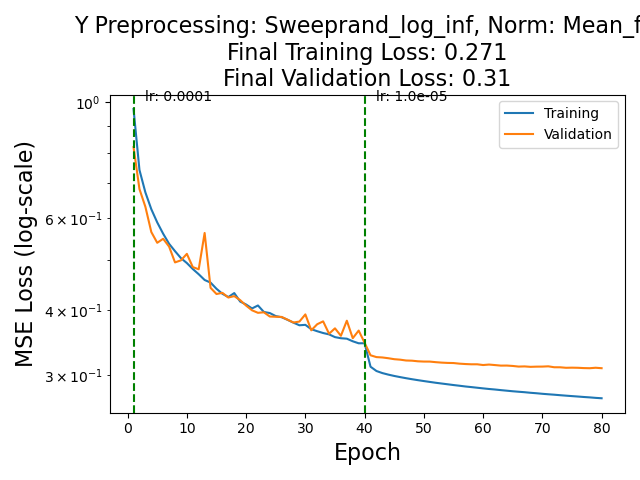 Y Preprocessing: Sweeprand_log_inf, Norm: Mean_f
Final Training Loss: 0.271
Final Validation Loss: 0.31
lr: 0.0001
lr: 1.0e-05
Training
Validation
10⁰
6 × 10⁻¹
4 × 10⁻¹
3 × 10⁻¹
MSE Loss (log-scale)
0 10 20 30 40 50 60 70 80
Epoch